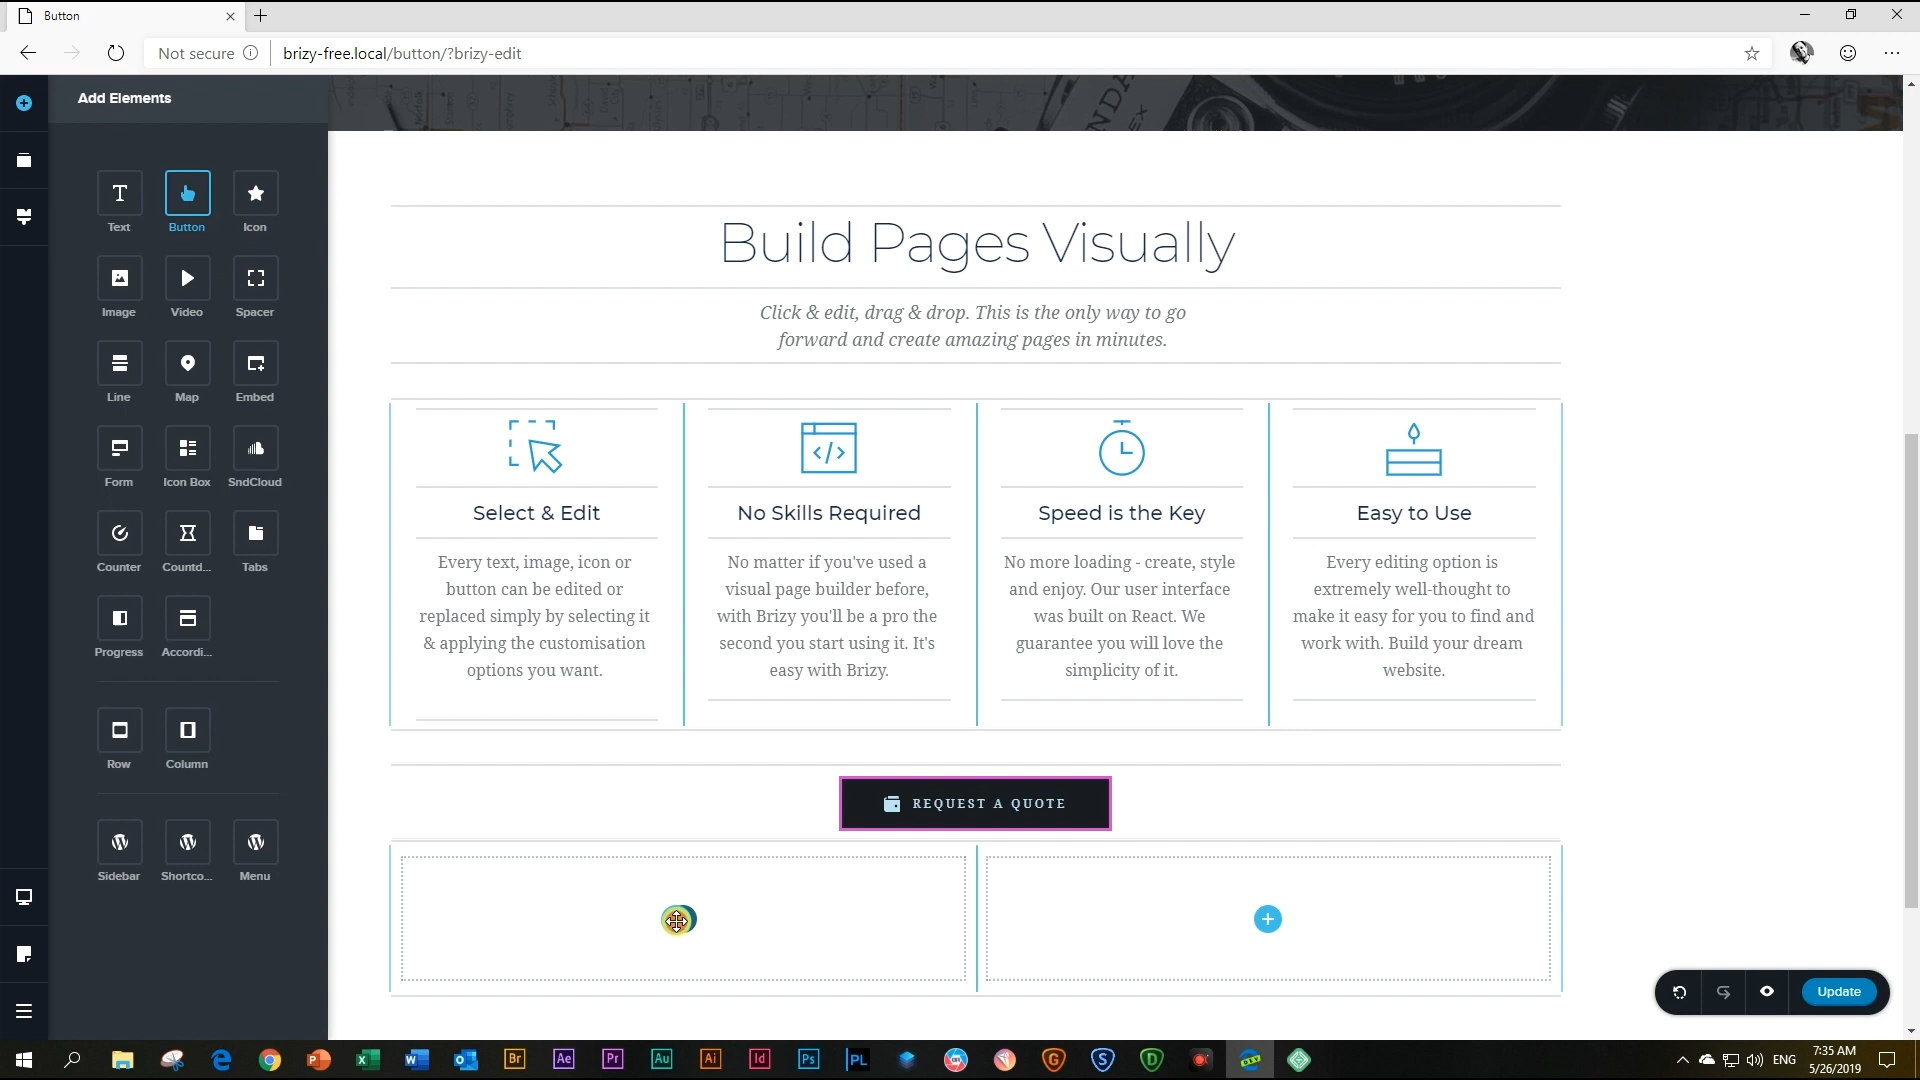 Button
Not secure
brizy-free.local/button/?brizy-edit
Add Elements
Text
Button
Icon
Image
Video
Spacer
Line
Map
Embed
Form
Icon Box
SndCloud
Counter
Countd...
Tabs
Progress
Accordi...
Row
Column
Sidebar
Shortco...
Menu
Build Pages Visually
Click & edit, drag & drop. This is the only way to go
forward and create amazing pages in minutes.
Select & Edit
Every text, image, icon or
button can be edited or
replaced simply by selecting it
& applying the customisation
options you want.
No Skills Required
No matter if you've used a
visual page builder before,
with Brizy you'll be a pro the
second you start using it. It's
easy with Brizy.
Speed is the Key
No more loading - create, style
and enjoy. Our user interface
was built on React. We
guarantee you will love the
simplicity of it.
Easy to Use
Every editing option is
extremely well-thought to
make it easy for you to find and
work with. Build your dream
website.
REQUEST A QUOTE
Update
Br
Ae
Pr
Au
Ai
Id
Ps
PL
G
S
D
ENG
7:35 AM
5/26/2019